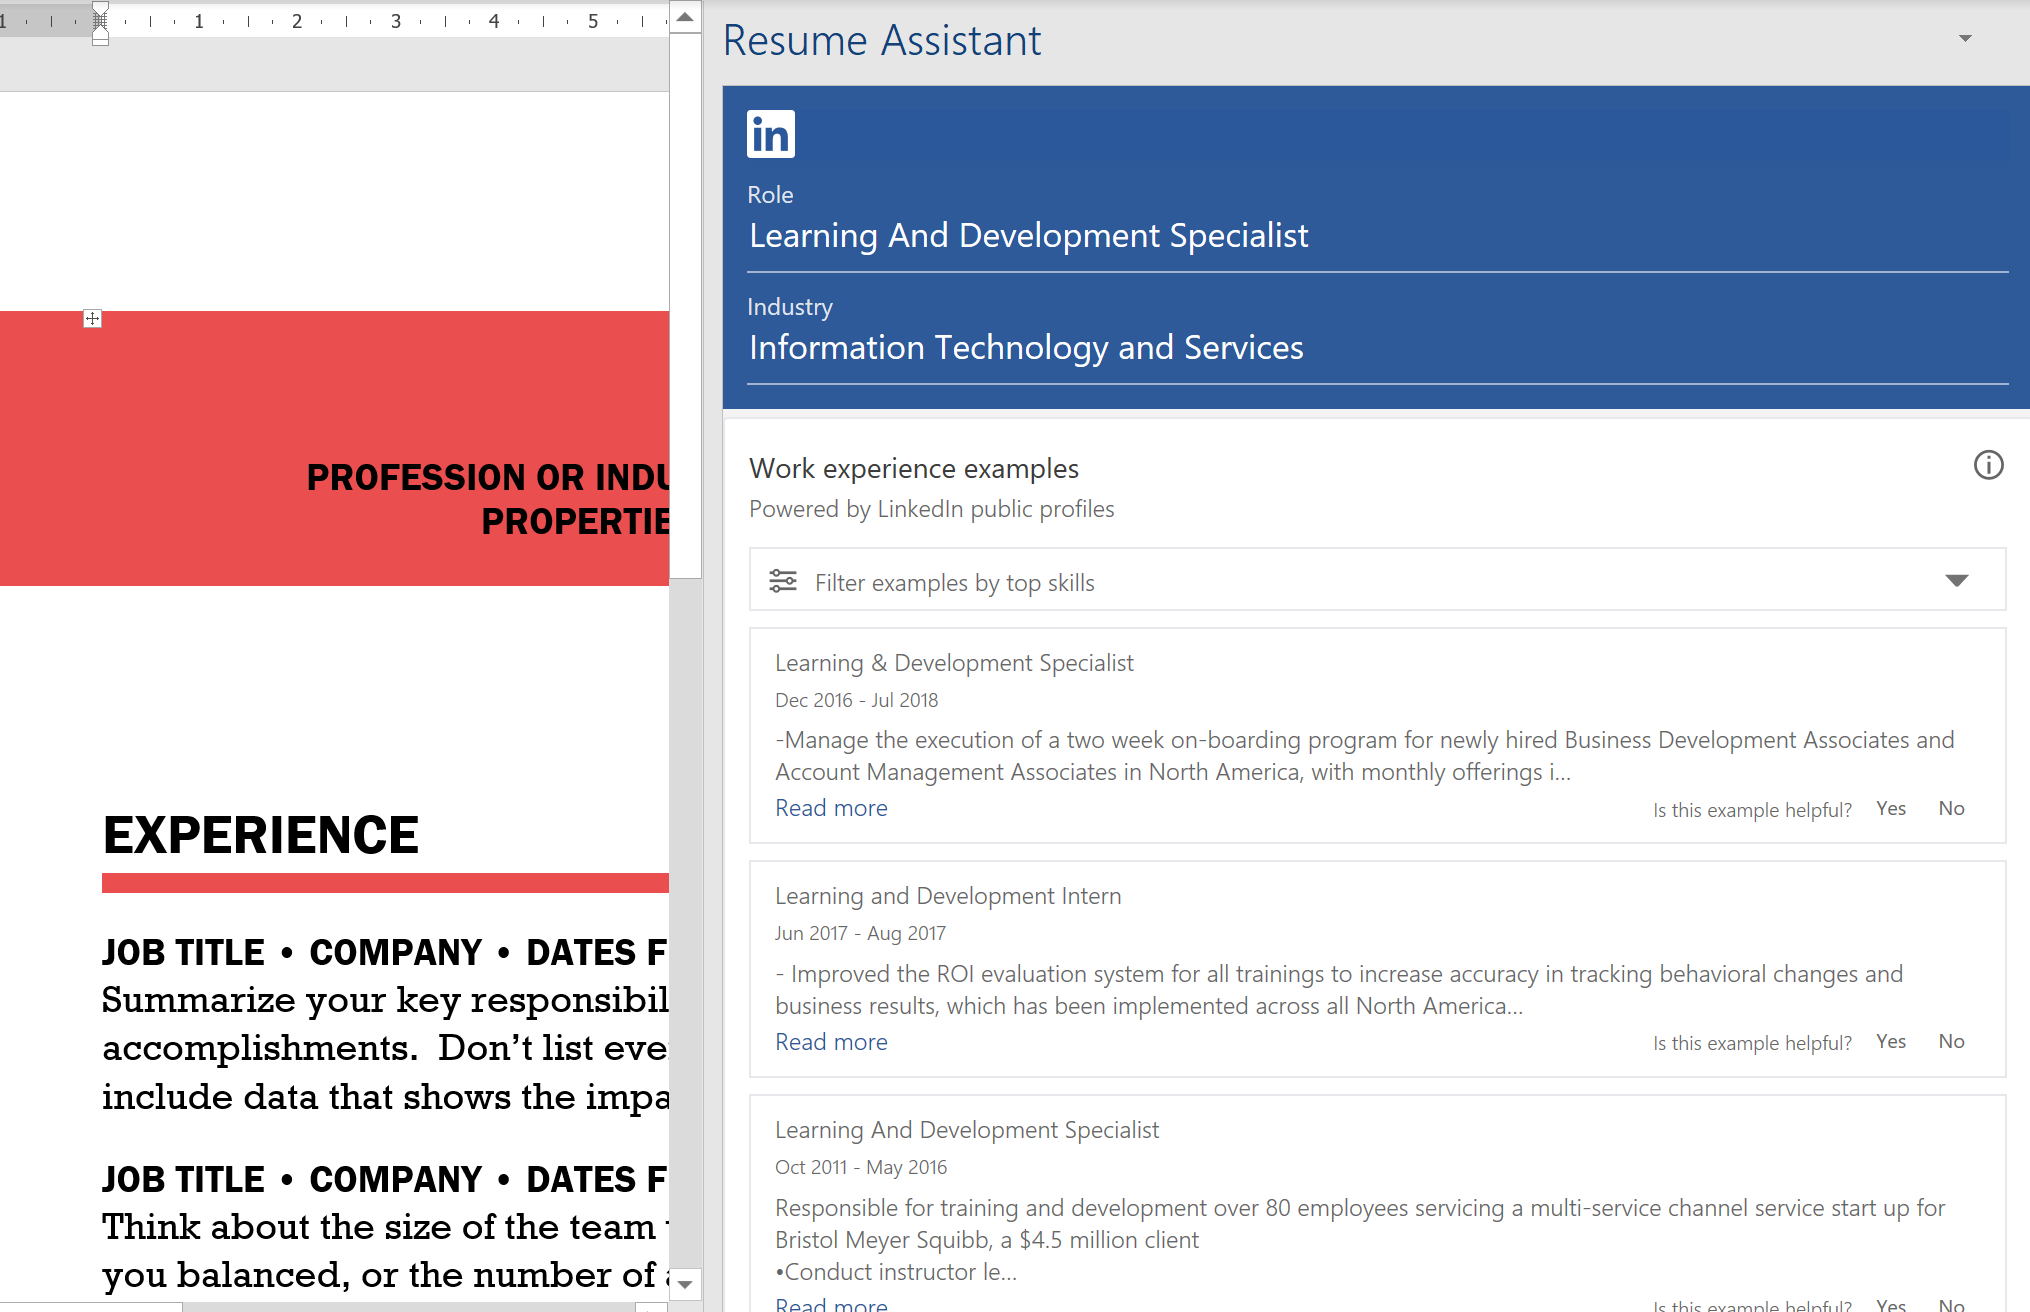 1 1 2 3 4 5
PROFESSION OR
EXPERIENCE
JOB TITLE • COMPANY • DATES
Summarize your key
accomplishments.  Don’t list
include data that shows the
JOB TITLE • COMPANY • DATES
Think about the size of the team
you balanced, or the number of
Resume Assistant
in
Role
Learning And Development Specialist
Industry
Information Technology and Services
Work experience examples
Powered by LinkedIn public profiles
Filter examples by top skills
Learning & Development Specialist
Dec 2016 - Jul 2018
-Manage the execution of a two week on-boarding program for newly hired Business Development Associates and
Account Management Associates in North America, with monthly offerings i...
Read more
Is this example helpful? Yes No
Learning and Development Intern
Jun 2017 - Aug 2017
- Improved the ROI evaluation system for all trainings to increase accuracy in tracking behavioral changes and
business results, which has been implemented across all North America...
Read more
Is this example helpful? Yes No
Learning And Development Specialist
Oct 2011 - May 2016
Responsible for training and development over 80 employees servicing a multi-service channel service start up for
Bristol Meyer Squibb, a $4.5 million client
•Conduct instructor le...
Read more
Is this example helpful? Yes No